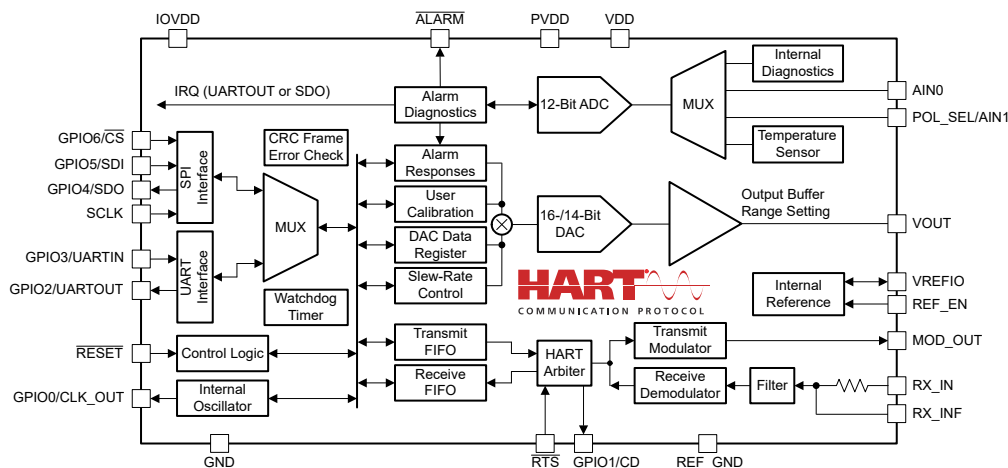 IOVDD
ALARM
PVDD
VDD
IRQ (UARTOUT or SDO)
Alarm
Diagnostics
12-Bit ADC
MUX
Internal
Diagnostics
AIN0
POL_SEL/AIN1
Temperature
Sensor
GPIO6/CS
GPIO5/SDI
GPIO4/SDO
SCLK
SPI
Interface
CRC Frame
Error Check
MUX
Alarm
Responses
User
Calibration
DAC Data
Register
Slew-Rate
Control
16-/14-Bit
DAC
Output Buffer
Range Setting
VOUT
GPIO3/UARTIN
GPIO2/UARTOUT
UART
Interface
Watchdog
Timer
HART
COMMUNICATION PROTOCOL
Internal
Reference
VREFIO
REF_EN
RESET
Control Logic
Transmit
FIFO
HART
Arbiter
Transmit
Modulator
MOD_OUT
GPIO0/CLK_OUT
Internal
Oscillator
Receive
FIFO
Receive
Demodulator
Filter
RX_IN
RX_INF
GND
RTS
GPIO1/CD
REF_GND